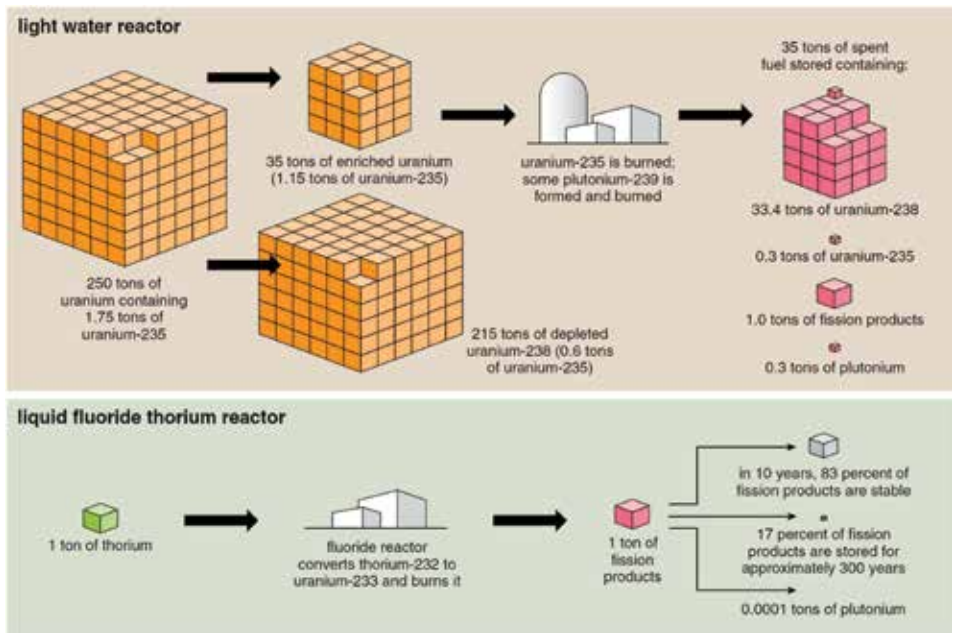 light water reactor
35 tons of enriched uranium
(1.15 tons of uranium-235)
250 tons of
uranium containing
1.75 tons of
uranium-235
215 tons of depleted
uranium-238 (0.6 tons
of uranium-235)
uranium-235 is burned;
some plutonium-239 is
formed and burned
35 tons of spent
fuel stored containing:
33.4 tons of uranium-238
0.3 tons of uranium-235
1.0 tons of fission products
0.3 tons of plutonium
liquid fluoride thorium reactor
1 ton of thorium
fluoride reactor
converts thorium-232 to
uranium-233 and burns it
1 ton of
fission
products
in 10 years, 83 percent of
fission products are stable
17 percent of fission
products are stored for
approximately 300 years
0.0001 tons of plutonium